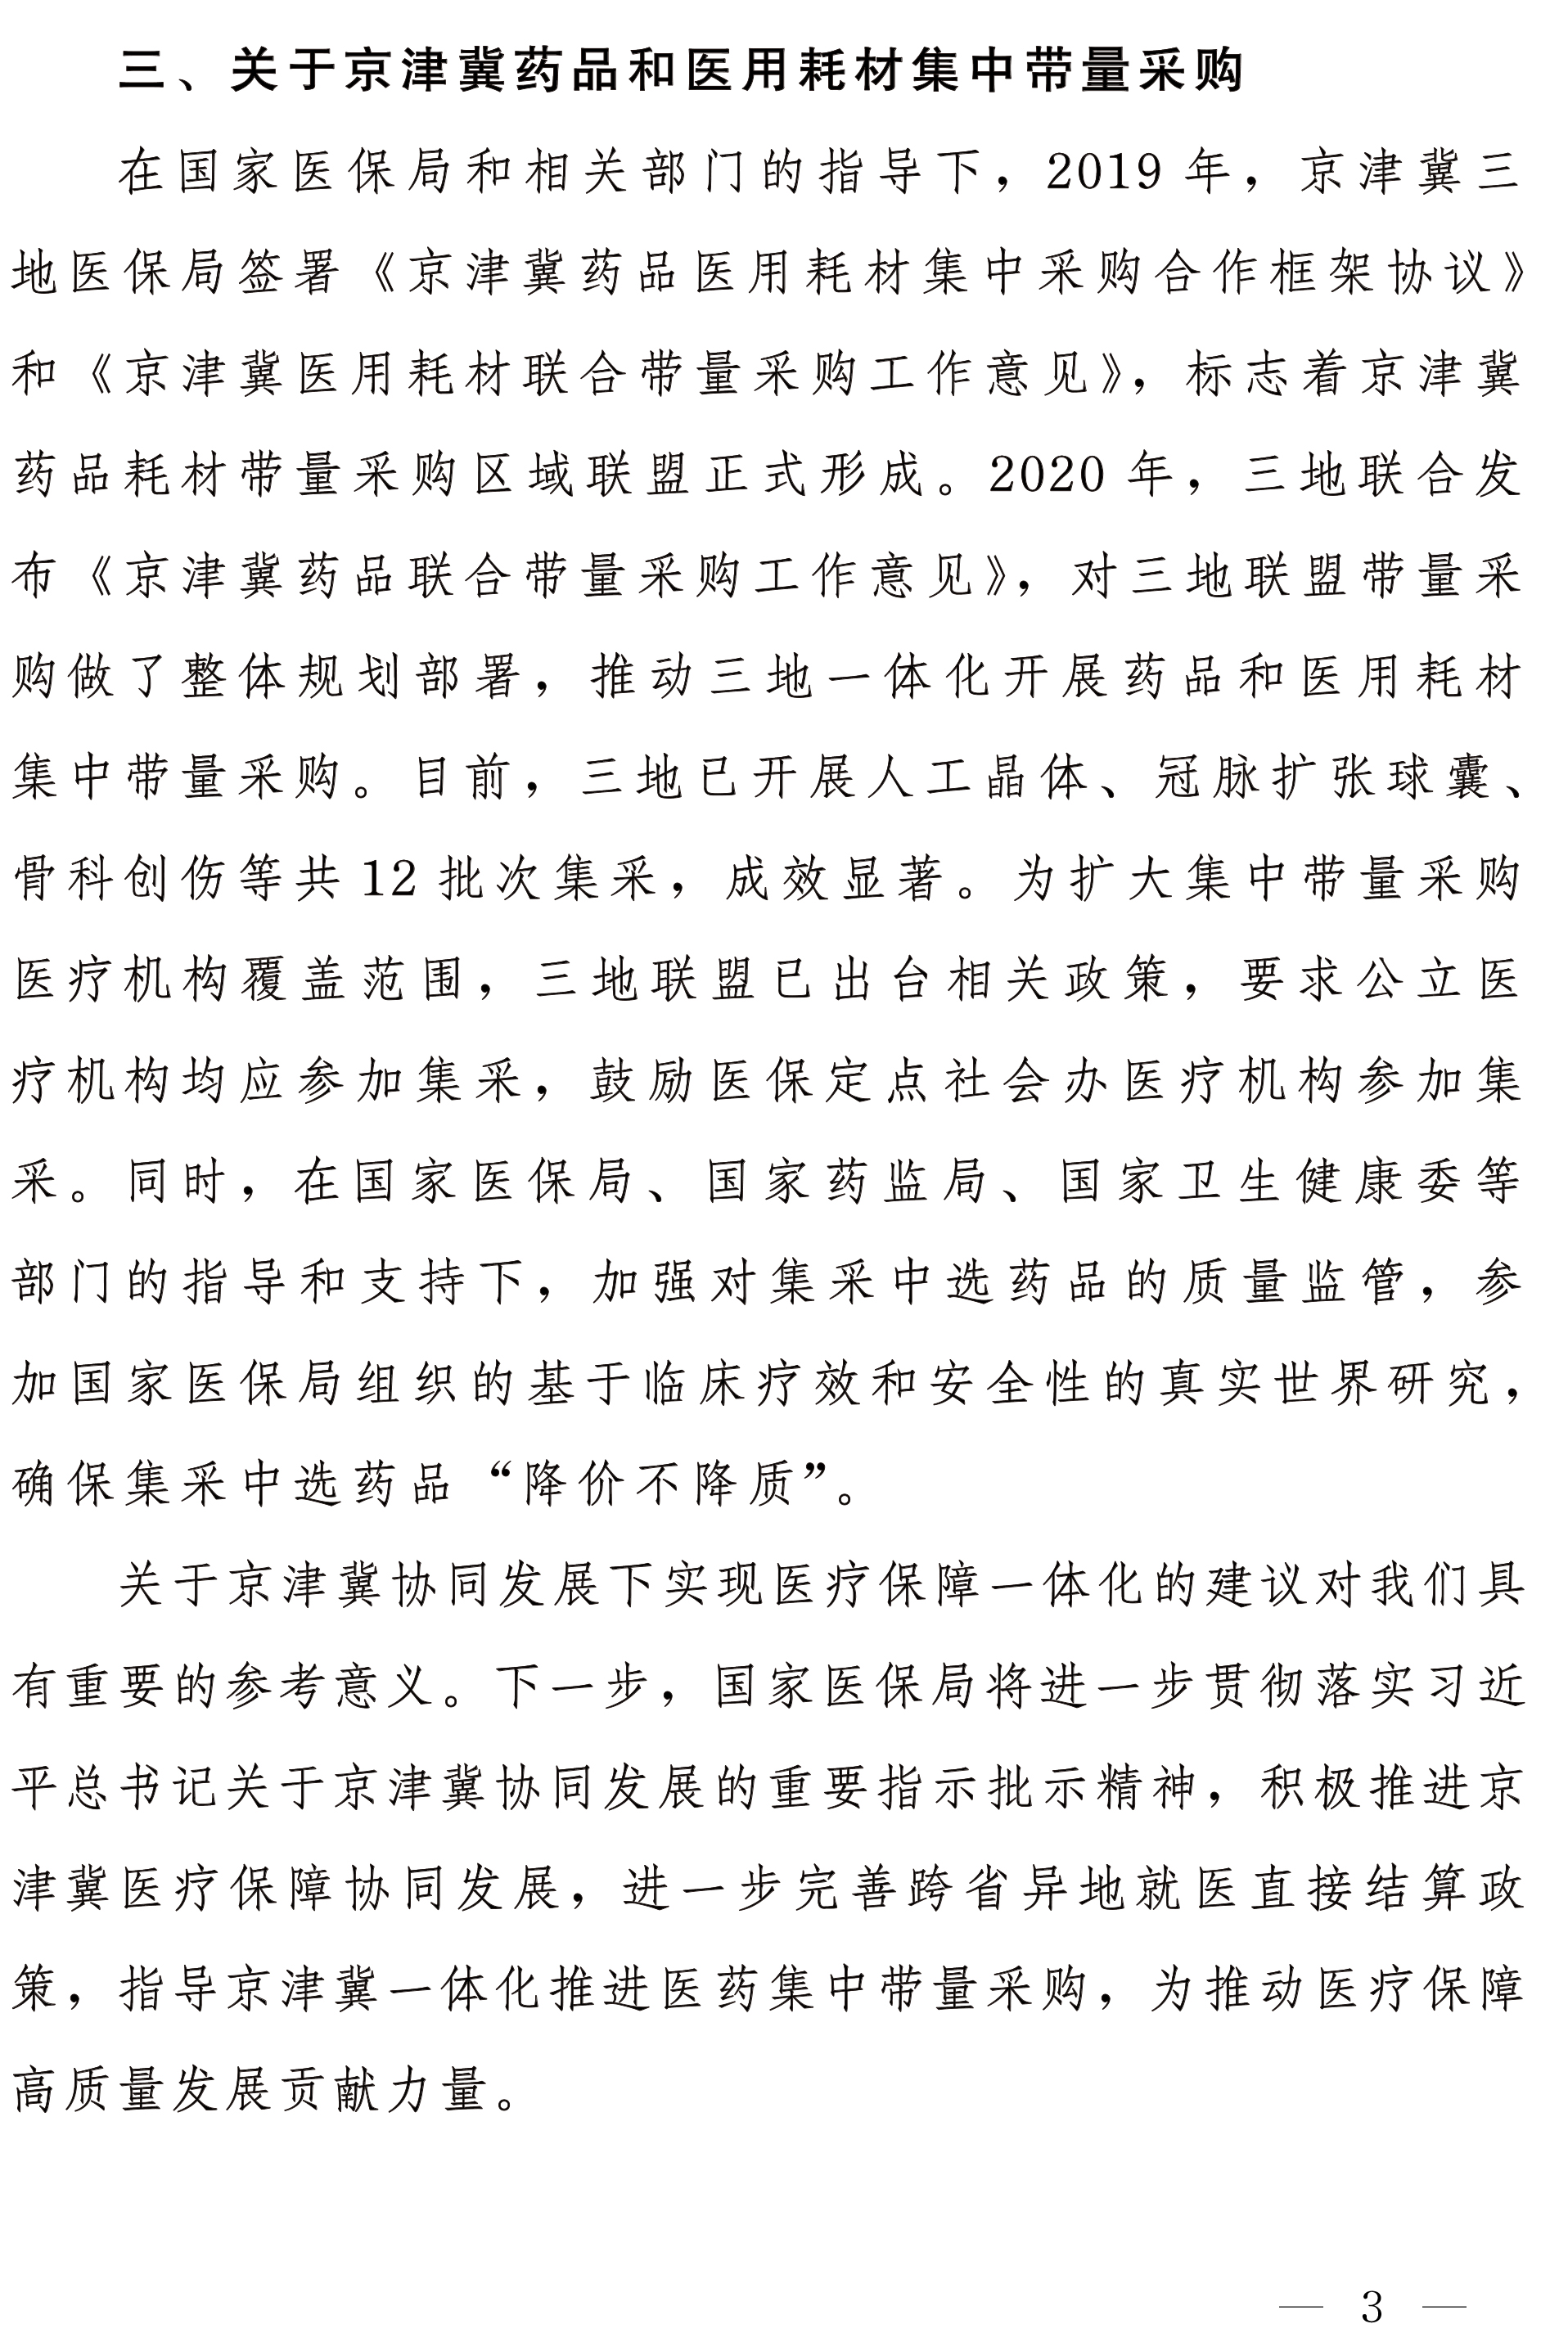 三、关于京津冀药品和医用耗材集中带量采购
在国家医保局和相关部门的指导下，2019 年，京津冀三
地医保局签署《京津冀药品医用耗材集中采购合作框架协议》
和《京津冀医用耗材联合带量采购工作意见》，标志着京津冀
药品耗材带量采购区域联盟正式形成。2020 年，三地联合发
布《京津冀药品联合带量采购工作意见》，对三地联盟带量采
购做了整体规划部署，推动三地一体化开展药品和医用耗材
集中带量采购。目前，三地已开展人工晶体、冠脉扩张球囊、
骨科创伤等共 12 批次集采，成效显著。为扩大集中带量采购
医疗机构覆盖范围，三地联盟已出台相关政策，要求公立医
疗机构均应参加集采，鼓励医保定点社会办医疗机构参加集
采。同时，在国家医保局、国家药监局、国家卫生健康委等
部门的指导和支持下，加强对集采中选药品的质量监管，参
加国家医保局组织的基于临床疗效和安全性的真实世界研究，
确保集采中选药品“降价不降质”。
关于京津冀协同发展下实现医疗保障一体化的建议对我们具
有重要的参考意义。下一步，国家医保局将进一步贯彻落实习近
平总书记关于京津冀协同发展的重要指示批示精神，积极推进京
津冀医疗保障协同发展，进一步完善跨省异地就医直接结算政
策，指导京津冀一体化推进医药集中带量采购，为推动医疗保障
高质量发展贡献力量。
— 3 —